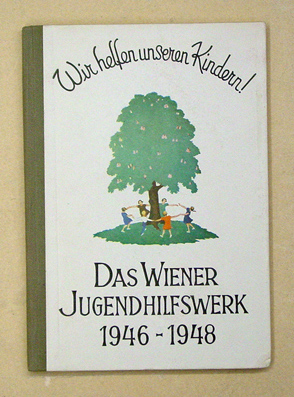 Wir helfen unseren Kindern!
DAS WIENER
JUGENDHILFSWERK
1946-1948